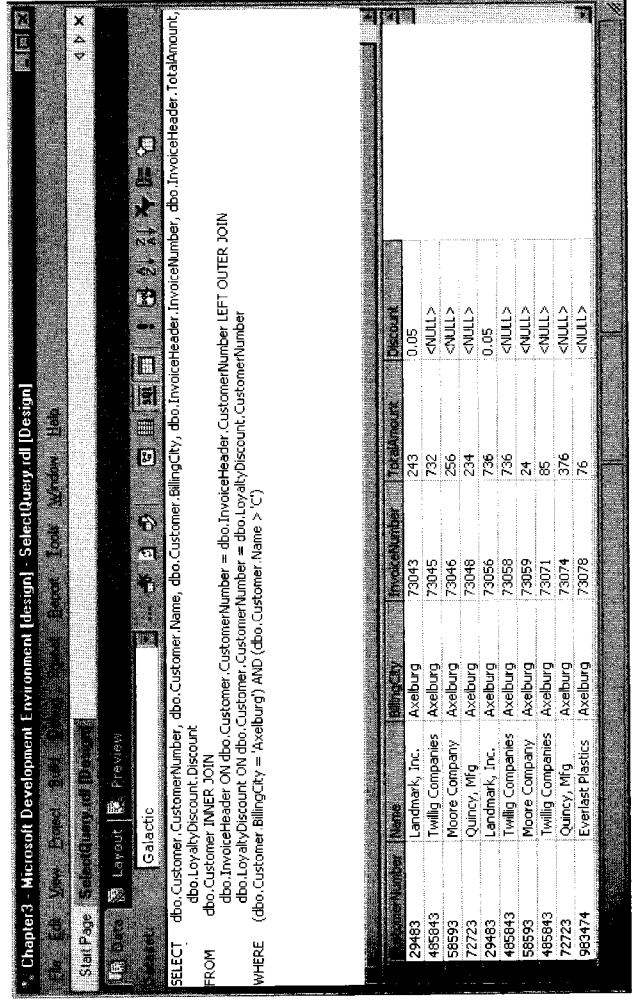 Chapter3 - Microsoft Development Environment [design] - SelectQuery.rdl [Design]
File Edit View Project Build Debug Format Report Tools Window Help
Start Page SelectQuery.rdl [Design]
Data Layout Preview
Dataset: Galactic
SELECT dbo.Customer.CustomerNumber, dbo.Customer.Name, dbo.Customer.BillingCity, dbo.InvoiceHeader.InvoiceNumber, dbo.InvoiceHeader.TotalAmount,
dbo.LoyaltyDiscount.Discount
FROM dbo.Customer INNER JOIN
dbo.InvoiceHeader ON dbo.Customer.CustomerNumber = dbo.InvoiceHeader.CustomerNumber LEFT OUTER JOIN
dbo.LoyaltyDiscount ON dbo.Customer.CustomerNumber = dbo.LoyaltyDiscount.CustomerNumber
WHERE (dbo.Customer.BillingCity = 'Axelburg') AND (dbo.Customer.Name > 'C')
CustomerNumber Name BillingCity InvoiceNumber TotalAmount Discount
29483 Landmark, Inc. Axelburg 73043 243 0.05
485843 Twillig Companies Axelburg 73045 732 <NULL>
58593 Moore Company Axelburg 73046 256 <NULL>
72723 Quincy, Mfg Axelburg 73048 234 <NULL>
29483 Landmark, Inc. Axelburg 73056 736 0.05
485843 Twillig Companies Axelburg 73058 736 <NULL>
58593 Moore Company Axelburg 73059 24 <NULL>
485843 Twillig Companies Axelburg 73071 85 <NULL>
72723 Quincy, Mfg Axelburg 73074 376 <NULL>
983474 Everlast Plastics Axelburg 73078 76 <NULL>